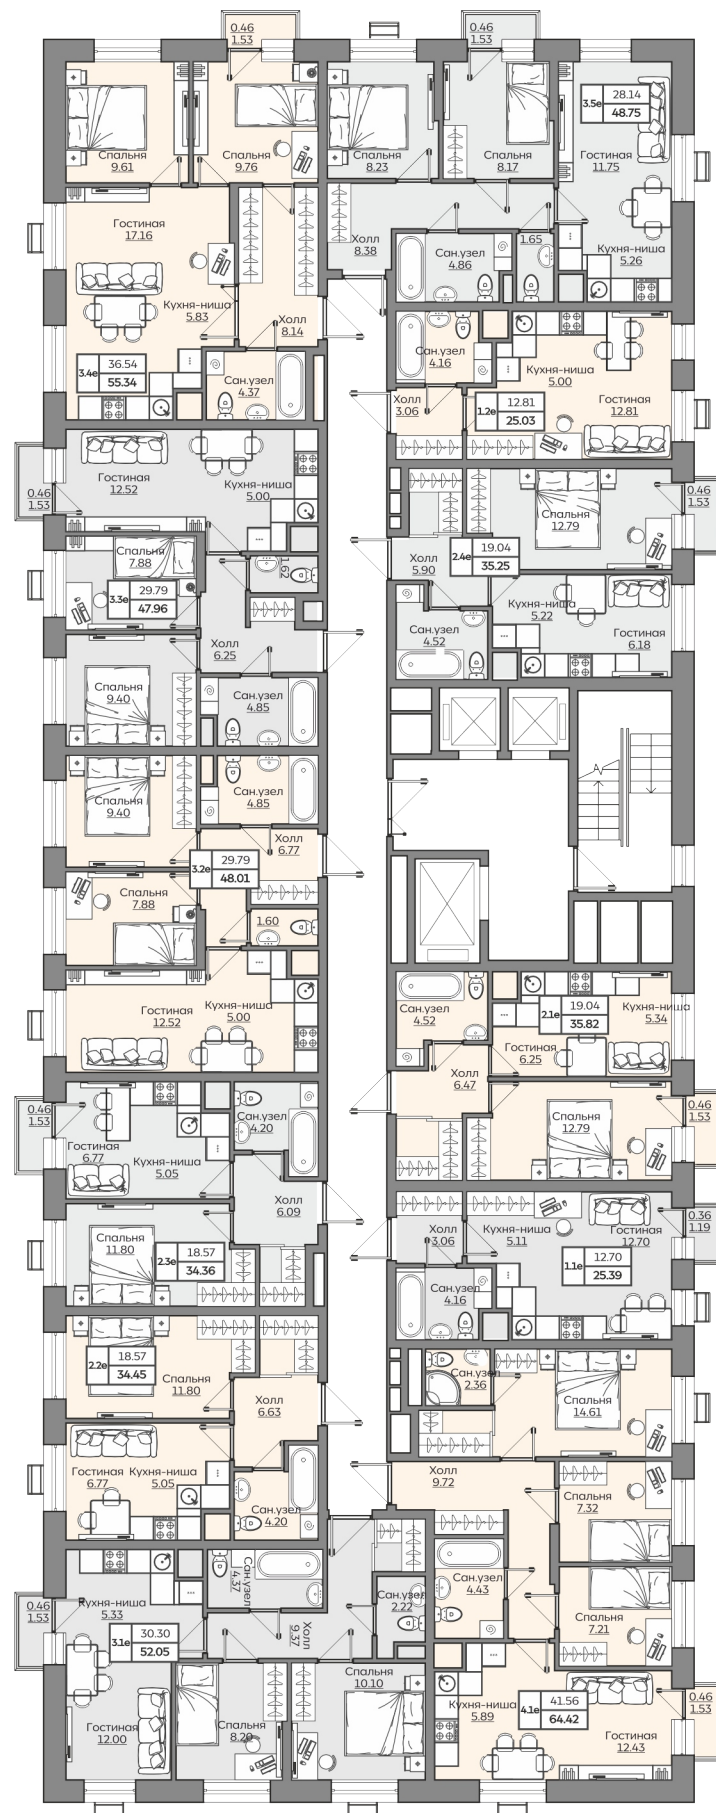 0.46
1.53
0.46
1.53
Спальня
9.61
Спальня
9.76
Спальня
8.23
Спальня
8.17
3.5е
28.14
48.75
Гостиная
11.75
Гостиная
17.16
Холл
8.38
Сан.узел
4.86
1.65
Кухня-ниша
5.26
Кухня-ниша
5.83
Холл
8.14
3.4е
36.54
55.34
Сан.узел
4.37
Сан.узел
4.16
Кухня-ниша
5.00
Холл
3.06
1.2е
12.81
25.03
Гостиная
12.81
0.46
1.53
Гостиная
12.52
Кухня-ниша
5.00
Спальня
12.79
0.46
1.53
Спальня
7.88
1.62
3.3е
29.79
47.96
Холл
5.90
2.4е
19.04
35.25
Кухня-ниша
5.22
Гостиная
6.18
Сан.узел
4.52
Холл
6.25
Спальня
9.40
Сан.узел
4.85
Спальня
9.40
Сан.узел
4.85
Холл
6.77
3.2е
29.79
48.01
Спальня
7.88
1.60
Гостиная
12.52
Кухня-ниша
5.00
Сан.узел
4.52
2.1е
19.04
35.82
Кухня-ниша
5.34
Гостиная
6.25
Холл
6.47
0.46
1.53
Сан.узел
4.20
Гостиная
6.77
Кухня-ниша
5.05
Спальня
12.79
0.46
1.53
Холл
6.09
Спальня
11.80
2.3е
18.57
34.36
Холл
3.06
Кухня-ниша
5.11
Гостиная
12.70
0.36
1.19
1.1е
12.70
25.39
Сан.узел
4.16
2.2е
18.57
34.45
Спальня
11.80
Холл
6.63
Сан.узел
2.36
Спальня
14.61
Гостиная
6.77
Кухня-ниша
5.05
Сан.узел
4.20
Холл
9.72
Спальня
7.32
Сан.узел
4.43
Спальня
7.21
0.46
1.53
Кухня-ниша
5.33
Сан.узел
4.37
Сан.узел
2.22
3.1е
30.30
52.05
Холл
9.37
Спальня
10.10
Гостиная
12.00
Спальня
8.20
Кухня-ниша
5.89
4.1е
41.56
64.42
Гостиная
12.43
0.46
1.53